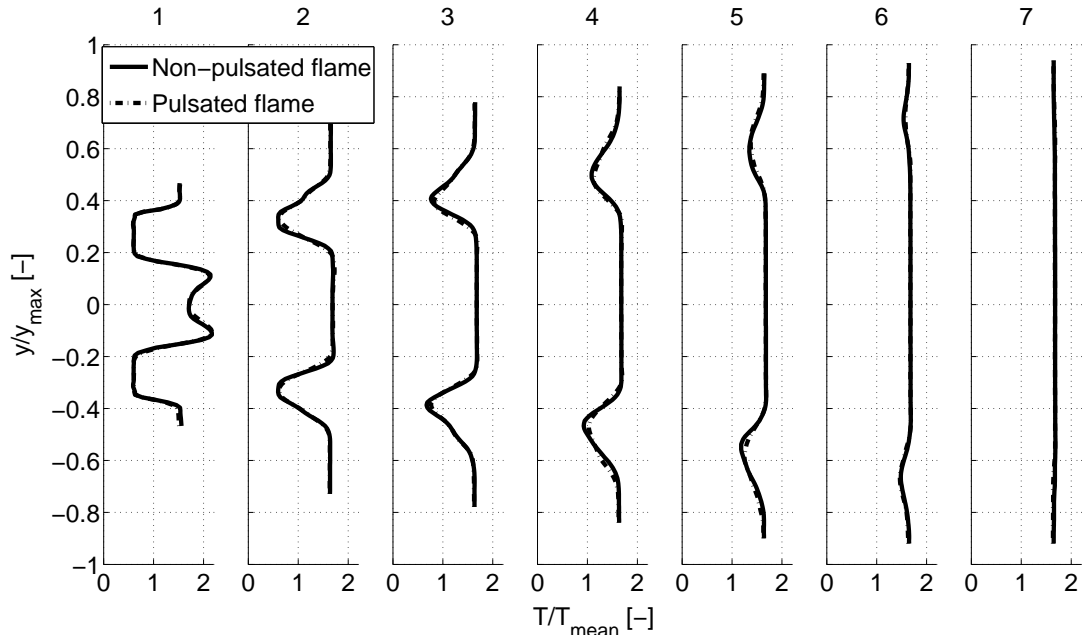 1 2 3 4 5 6 7
Non−pulsated flame
Pulsated flame
1
0.8
0.6
0.4
0.2
0
−0.2
−0.4
−0.6
−0.8
−1
y/y_max [−]
0 1 2 0 1 2 0 1 2 0 1 2 0 1 2 0 1 2 0 1 2
T/T_mean [−]